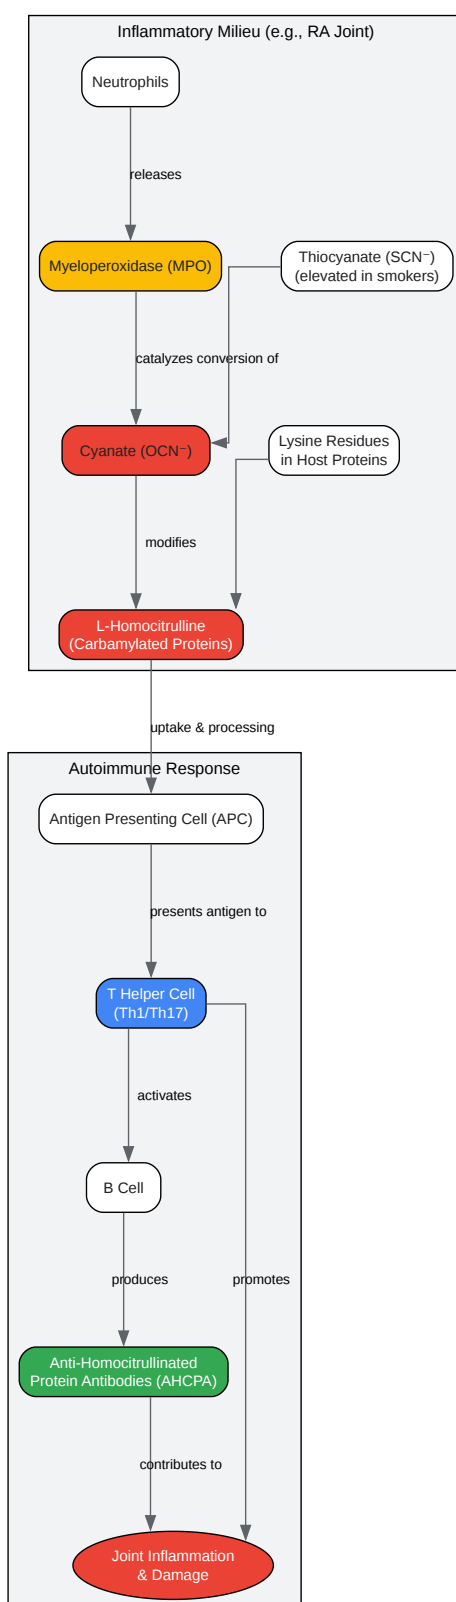 Inflammatory Milieu (e.g., RA Joint)
Neutrophils
releases
Myeloperoxidase (MPO)
Thiocyanate (SCN⁻)
(elevated in smokers)
catalyzes conversion of
Cyanate (OCN⁻)
Lysine Residues
in Host Proteins
modifies
L-Homocitrulline
(Carbamylated Proteins)
uptake & processing
Autoimmune Response
Antigen Presenting Cell (APC)
presents antigen to
T Helper Cell
(Th1/Th17)
activates
B Cell
produces
promotes
Anti-Homocitrullinated
Protein Antibodies (AHCPA)
contributes to
Joint Inflammation
& Damage